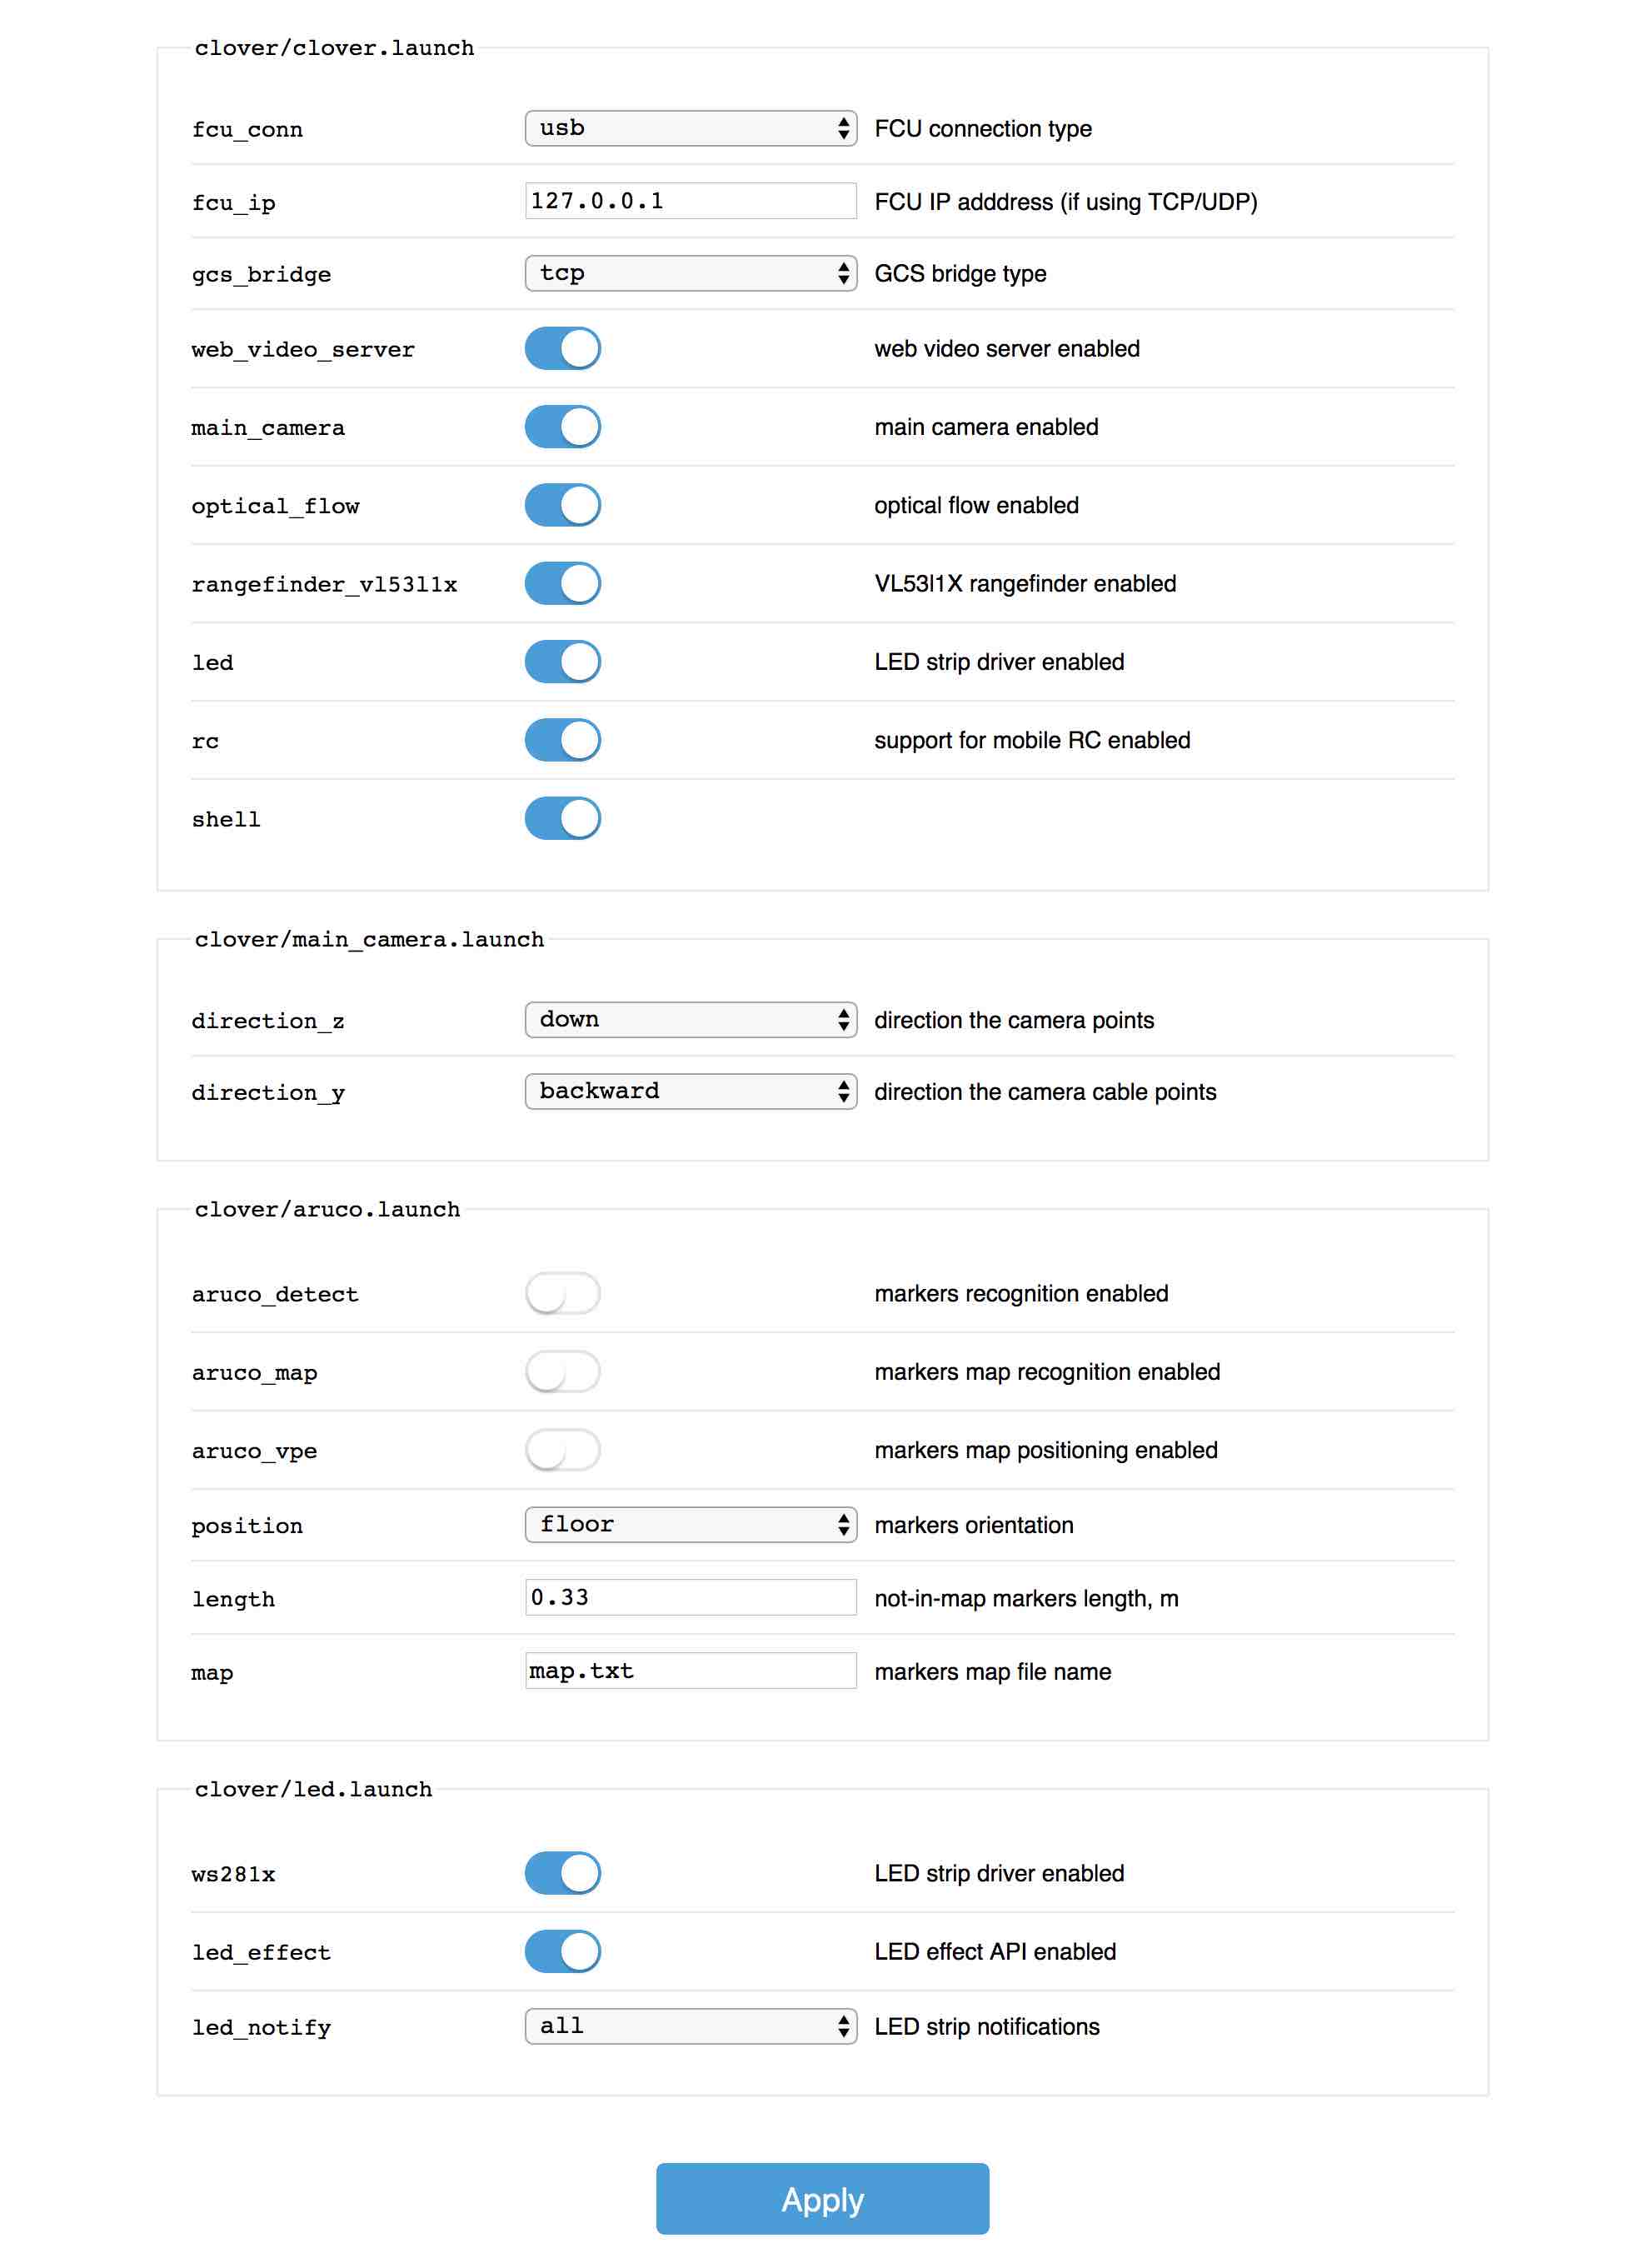 clover/clover.launch
fcu_conn usb FCU connection type
fcu_ip 127.0.0.1 FCU IP adddress (if using TCP/UDP)
gcs_bridge tcp GCS bridge type
web_video_server web video server enabled
main_camera main camera enabled
optical_flow optical flow enabled
rangefinder_vl53l1x VL53l1X rangefinder enabled
led LED strip driver enabled
rc support for mobile RC enabled
shell
clover/main_camera.launch
direction_z down direction the camera points
direction_y backward direction the camera cable points
clover/aruco.launch
aruco_detect markers recognition enabled
aruco_map markers map recognition enabled
aruco_vpe markers map positioning enabled
position floor markers orientation
length 0.33 not-in-map markers length, m
map map.txt markers map file name
clover/led.launch
ws281x LED strip driver enabled
led_effect LED effect API enabled
led_notify all LED strip notifications
Apply